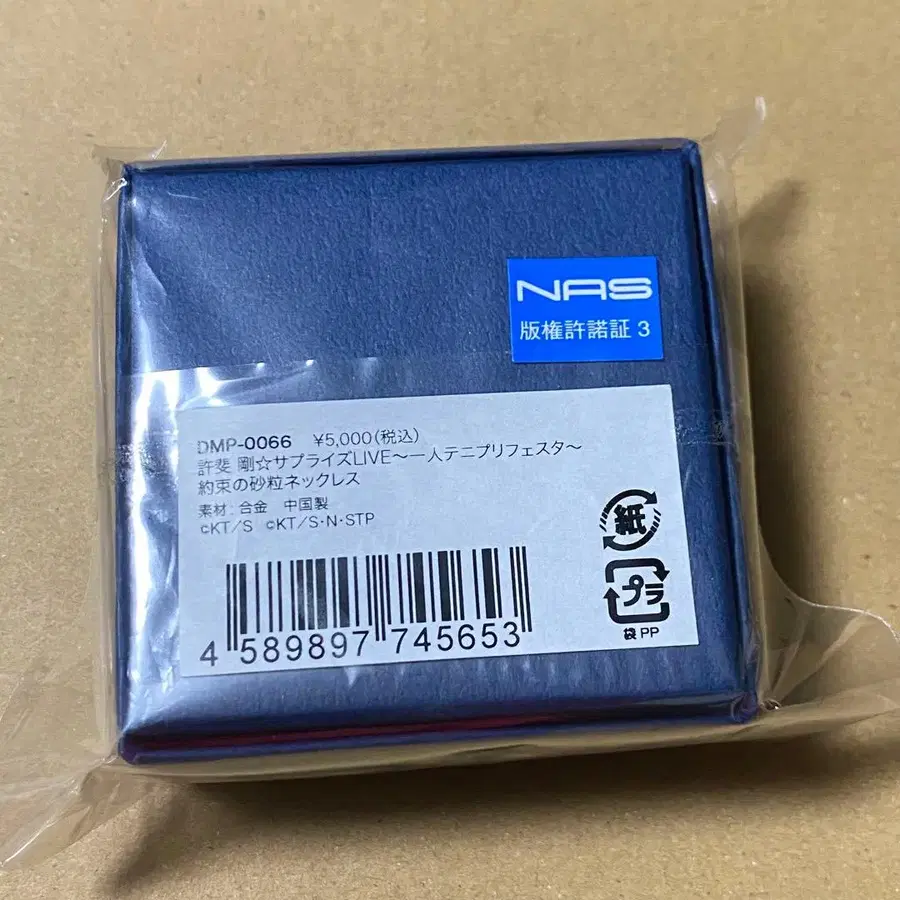 NAS
版権許諾証 3
DMP-0066 ¥5,000(税込)
許斐 剛☆サプライズLIVE〜一人テニプリフェスタ〜
約束の砂粒ネックレス
素材:合金 中国製
©KT/S ©KT/S・N・STP
紙
プラ
袋 PP
4 589897 745653